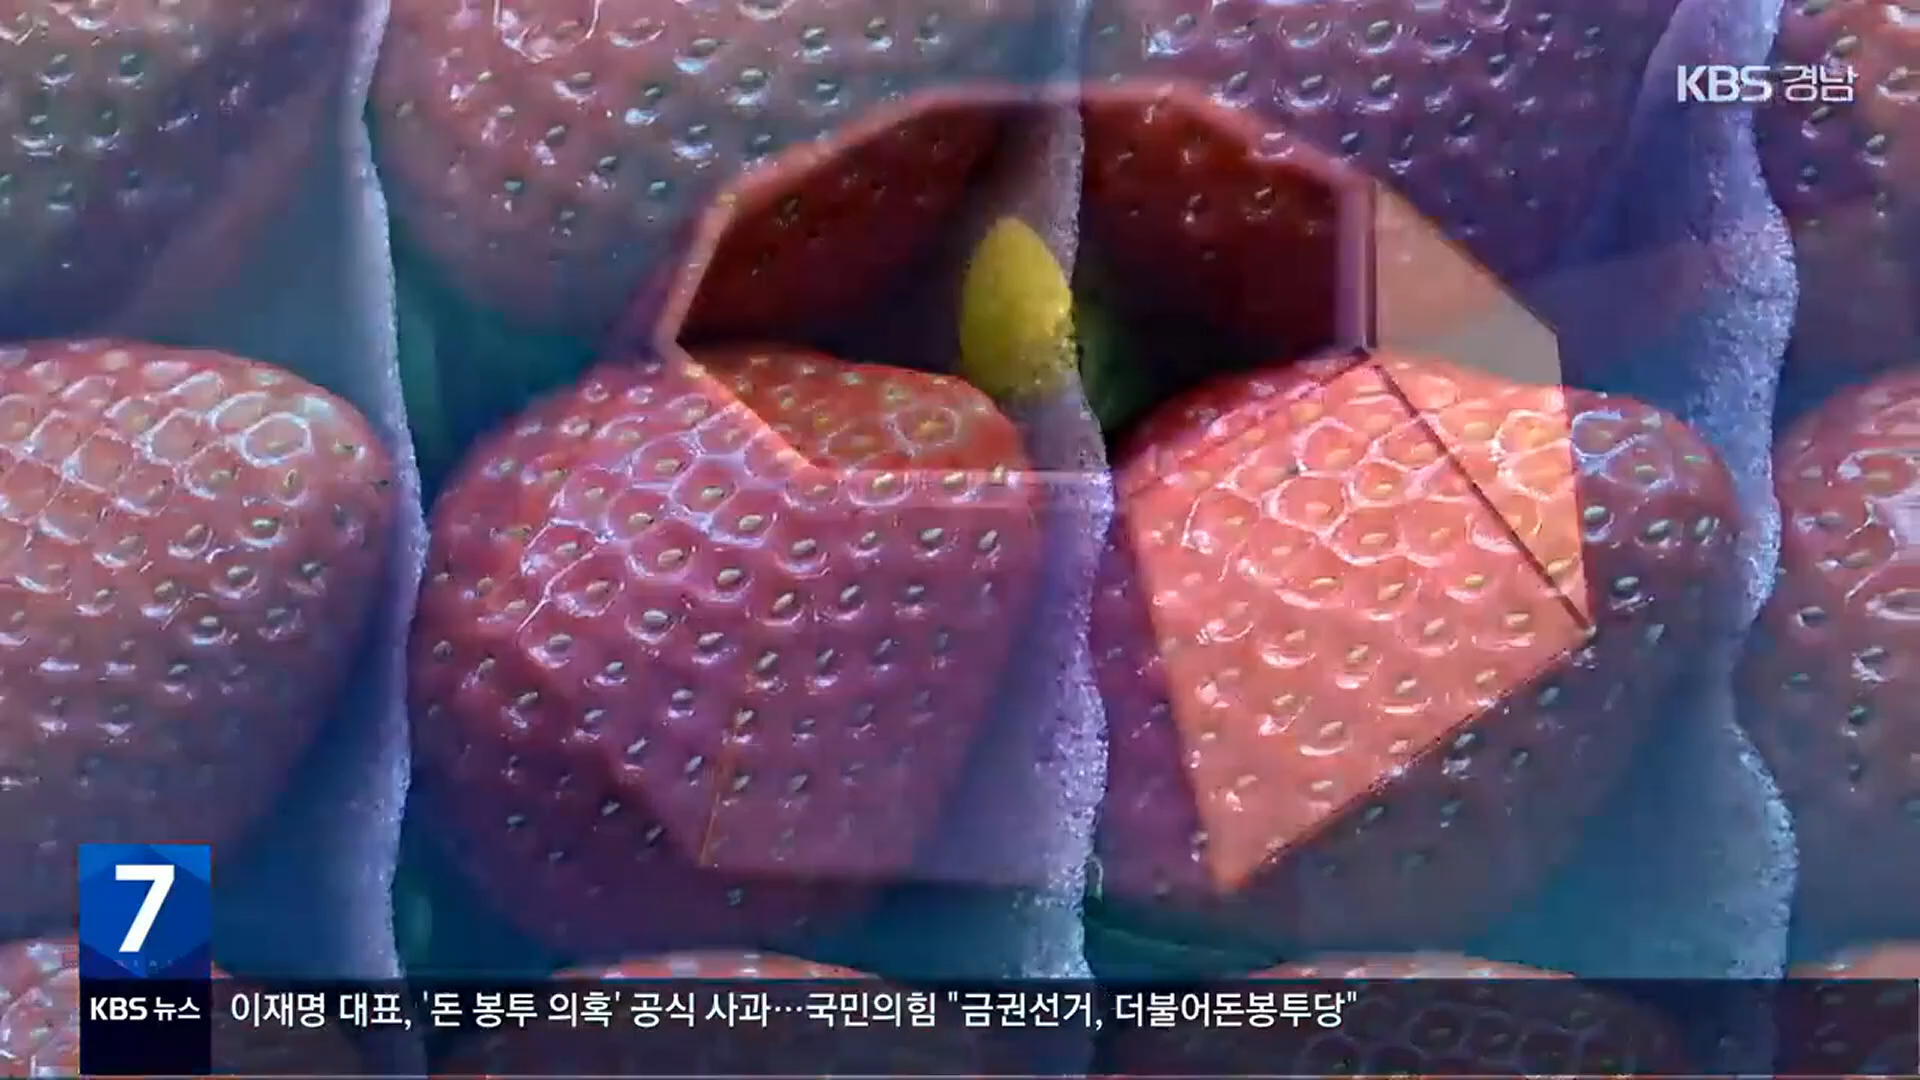 KBS 경남
7
KBS 뉴스
이재명 대표, '돈 봉투 의혹' 공식 사과…국민의힘 "금권선거, 더불어돈봉투당"